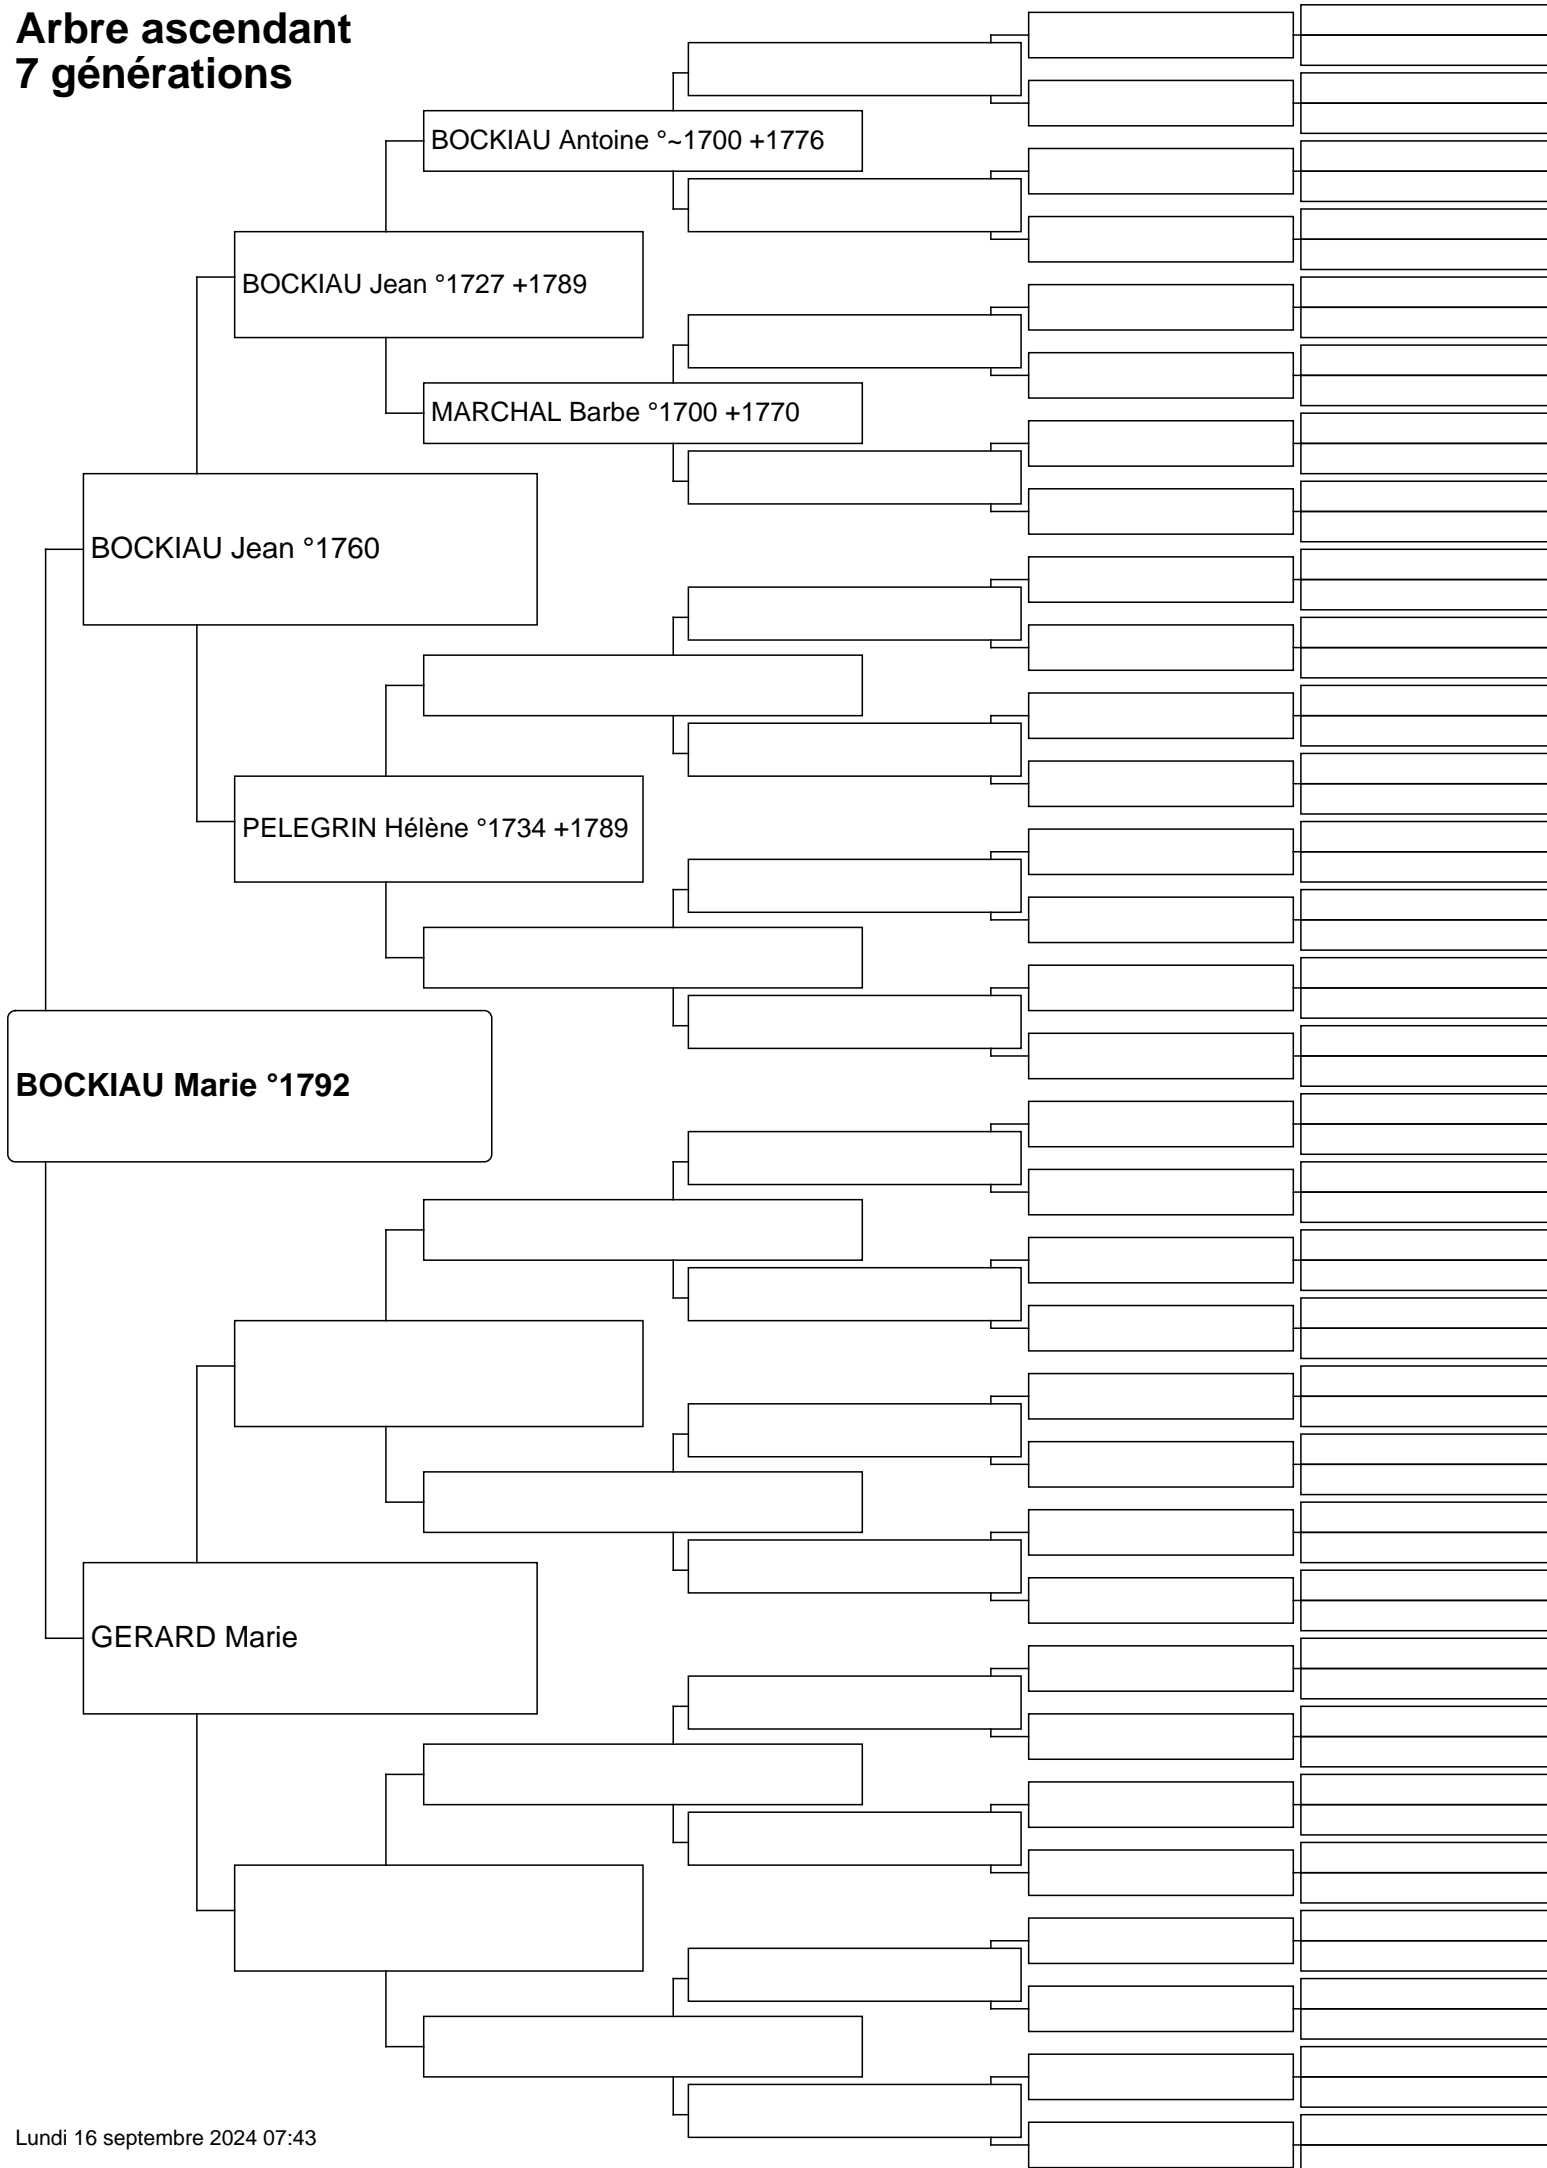 Arbre ascendant
7 générations
BOCKIAU Antoine °~1700 +1776
BOCKIAU Jean °1727 +1789
MARCHAL Barbe °1700 +1770
BOCKIAU Jean °1760
PELEGRIN Hélène °1734 +1789
BOCKIAU Marie °1792
GERARD Marie
Lundi 16 septembre 2024 07:43